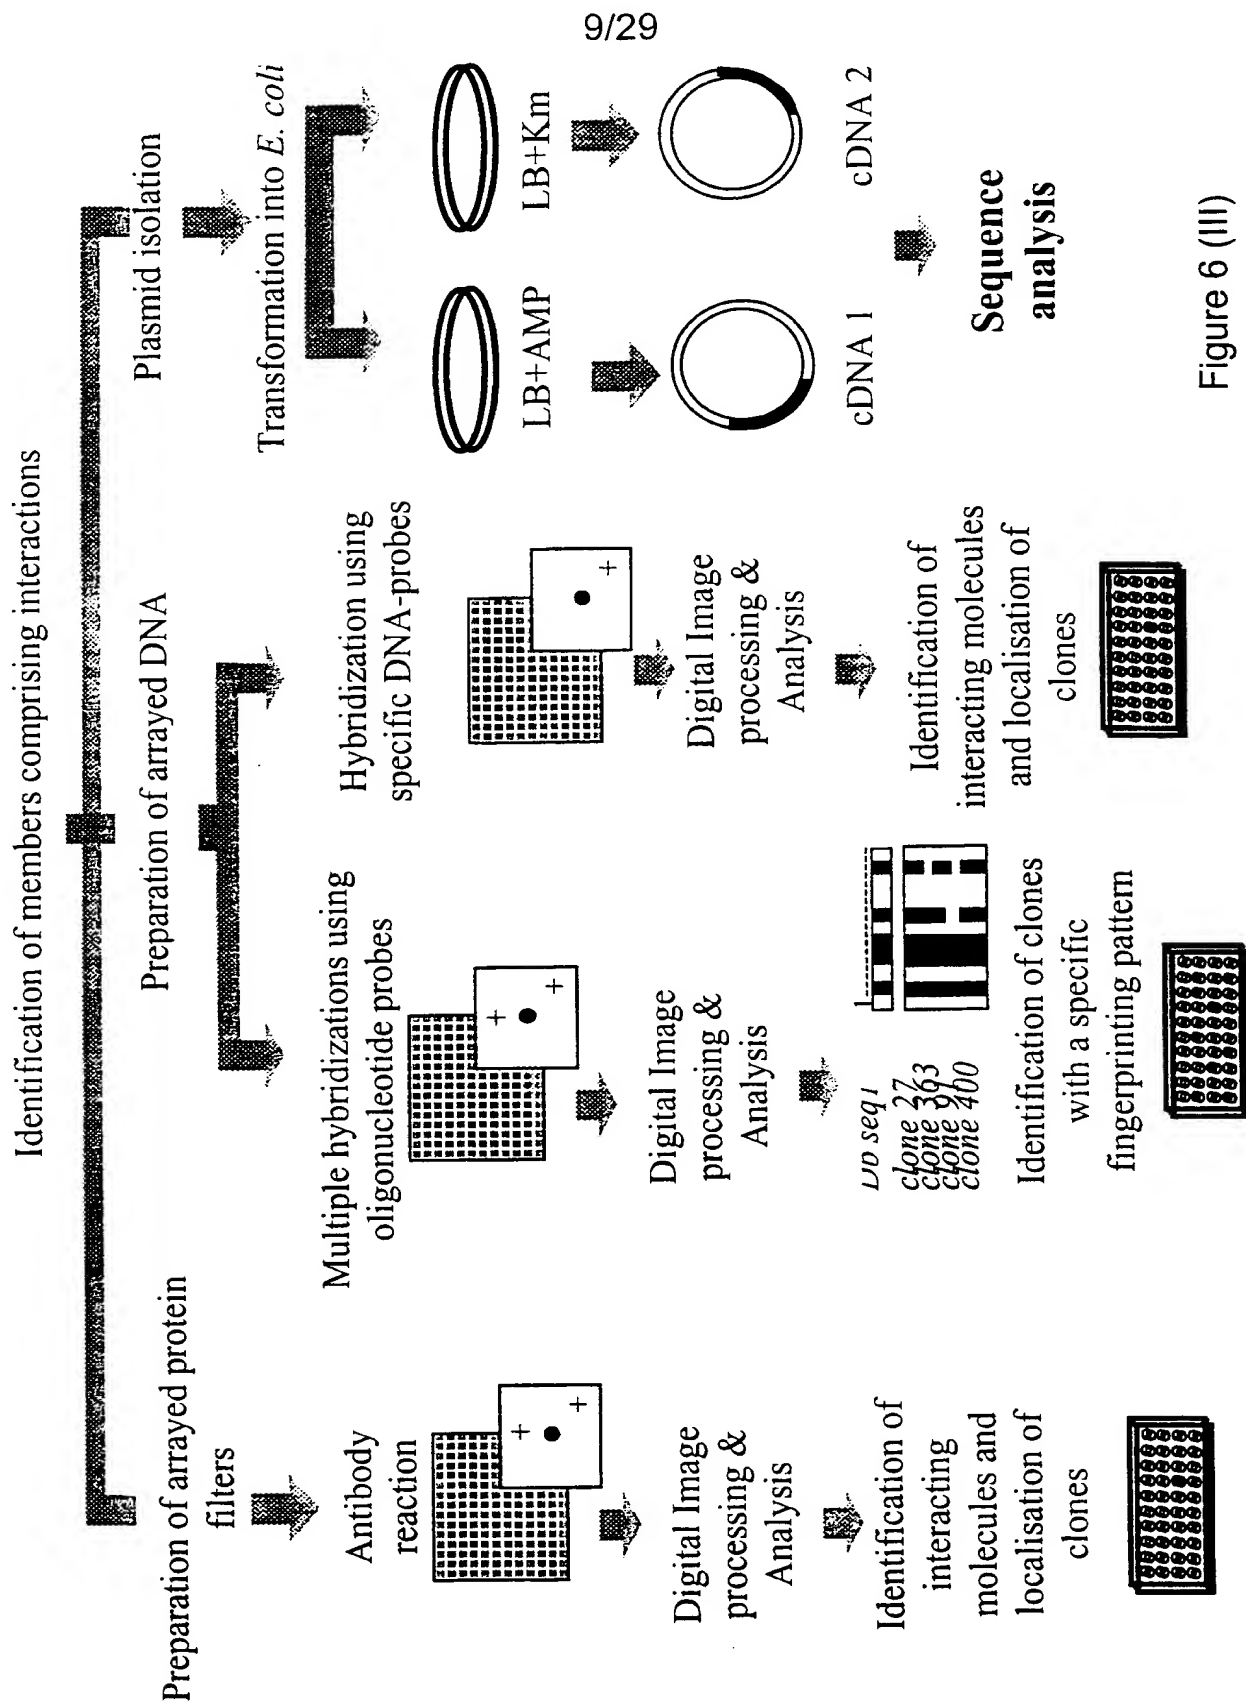 9/29
Identification of members comprising interactions
Preparation of arrayed protein
filters
Antibody
reaction
Digital Image
processing &
Analysis
Identification of
interacting
molecules and
localisation of
clones
Preparation of arrayed DNA
Multiple hybridizations using
oligonucleotide probes
Digital Image
processing &
Analysis
1
Db seq1
clone 27
clone 363
clone 91
clone 400
Identification of clones
with a specific
fingerprinting pattern
Hybridization using
specific DNA-probes
Digital Image
processing &
Analysis
Identification of
interacting molecules
and localisation of
clones
Plasmid isolation
Transformation into E. coli
LB+AMP
LB+Km
cDNA 1
cDNA 2
Sequence
analysis
Figure 6 (III)